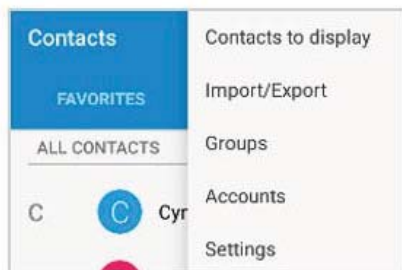 Contacts
FAVORITES
ALL CONTACTS
C
C
Cyr
Contacts to display
Import/Export
Groups
Accounts
Settings